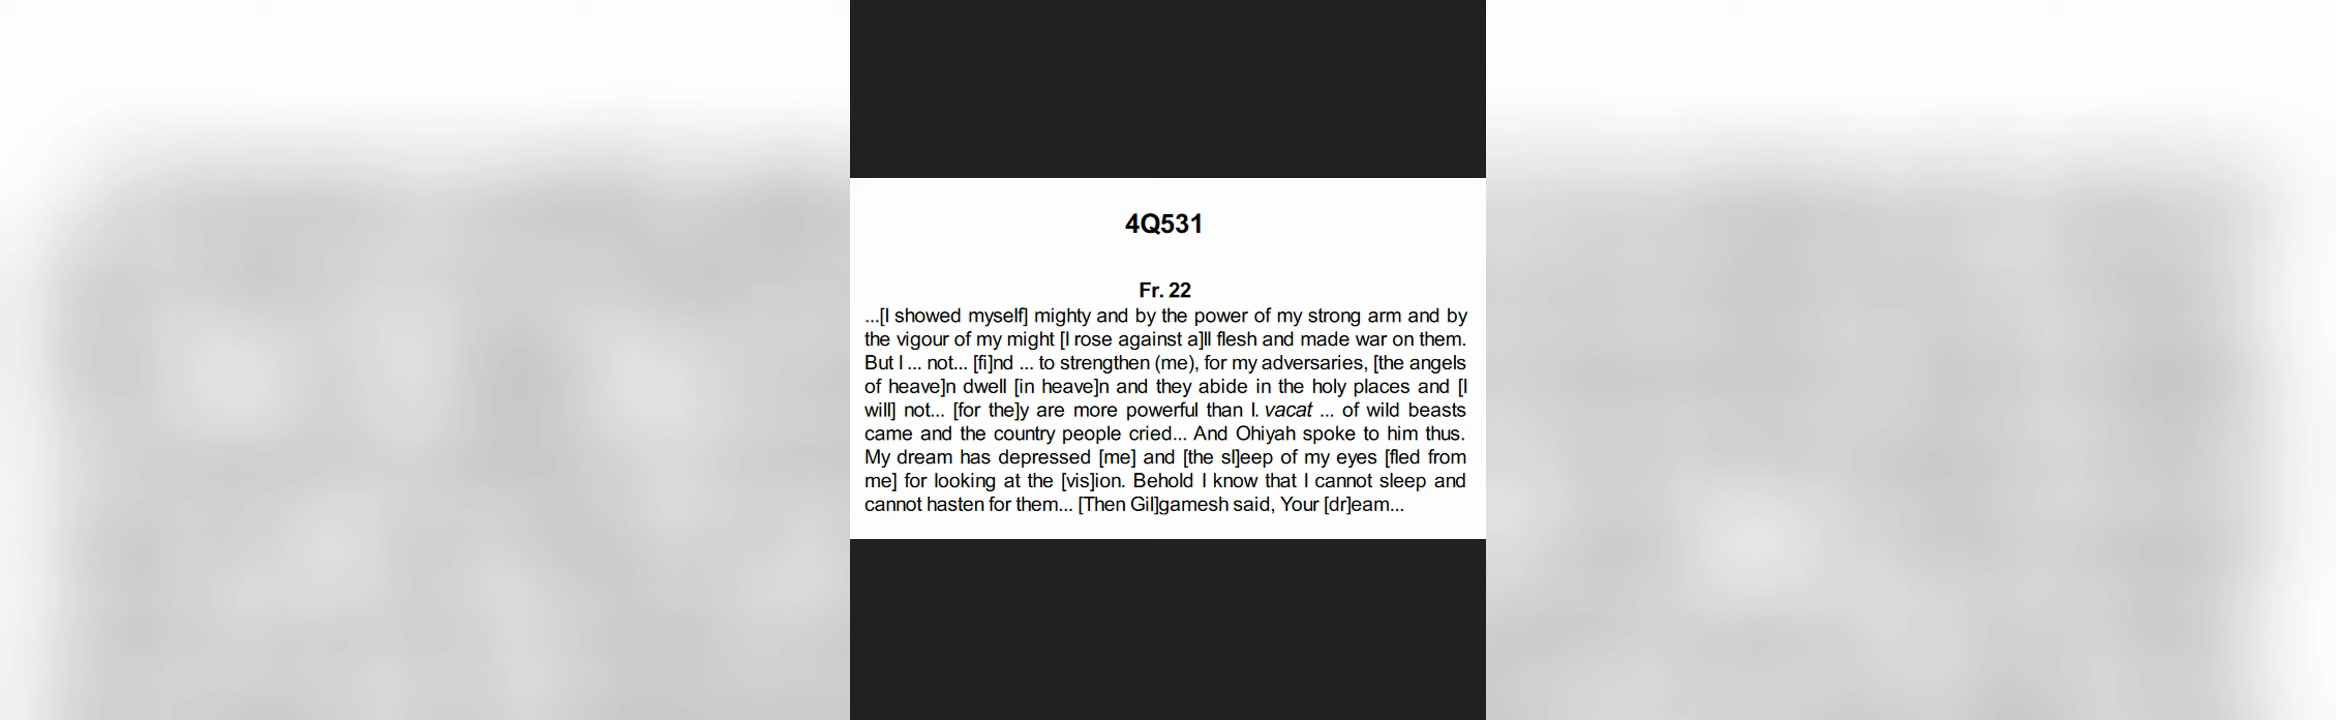 4Q531
Fr. 22
...[I showed myself] mighty and by the power of my strong arm and by
the vigour of my might [I rose against a]ll flesh and made war on them.
But I ... not... [fi]nd ... to strengthen (me), for my adversaries, [the angels
of heave]n dwell [in heave]n and they abide in the holy places and [I
will] not... [for the]y are more powerful than I. vacat ... of wild beasts
came and the country people cried... And Ohiyah spoke to him thus.
My dream has depressed [me] and [the sl]eep of my eyes [fled from
me] for looking at the [vis]ion. Behold I know that I cannot sleep and
cannot hasten for them... [Then Gil]gamesh said, Your [dr]eam...